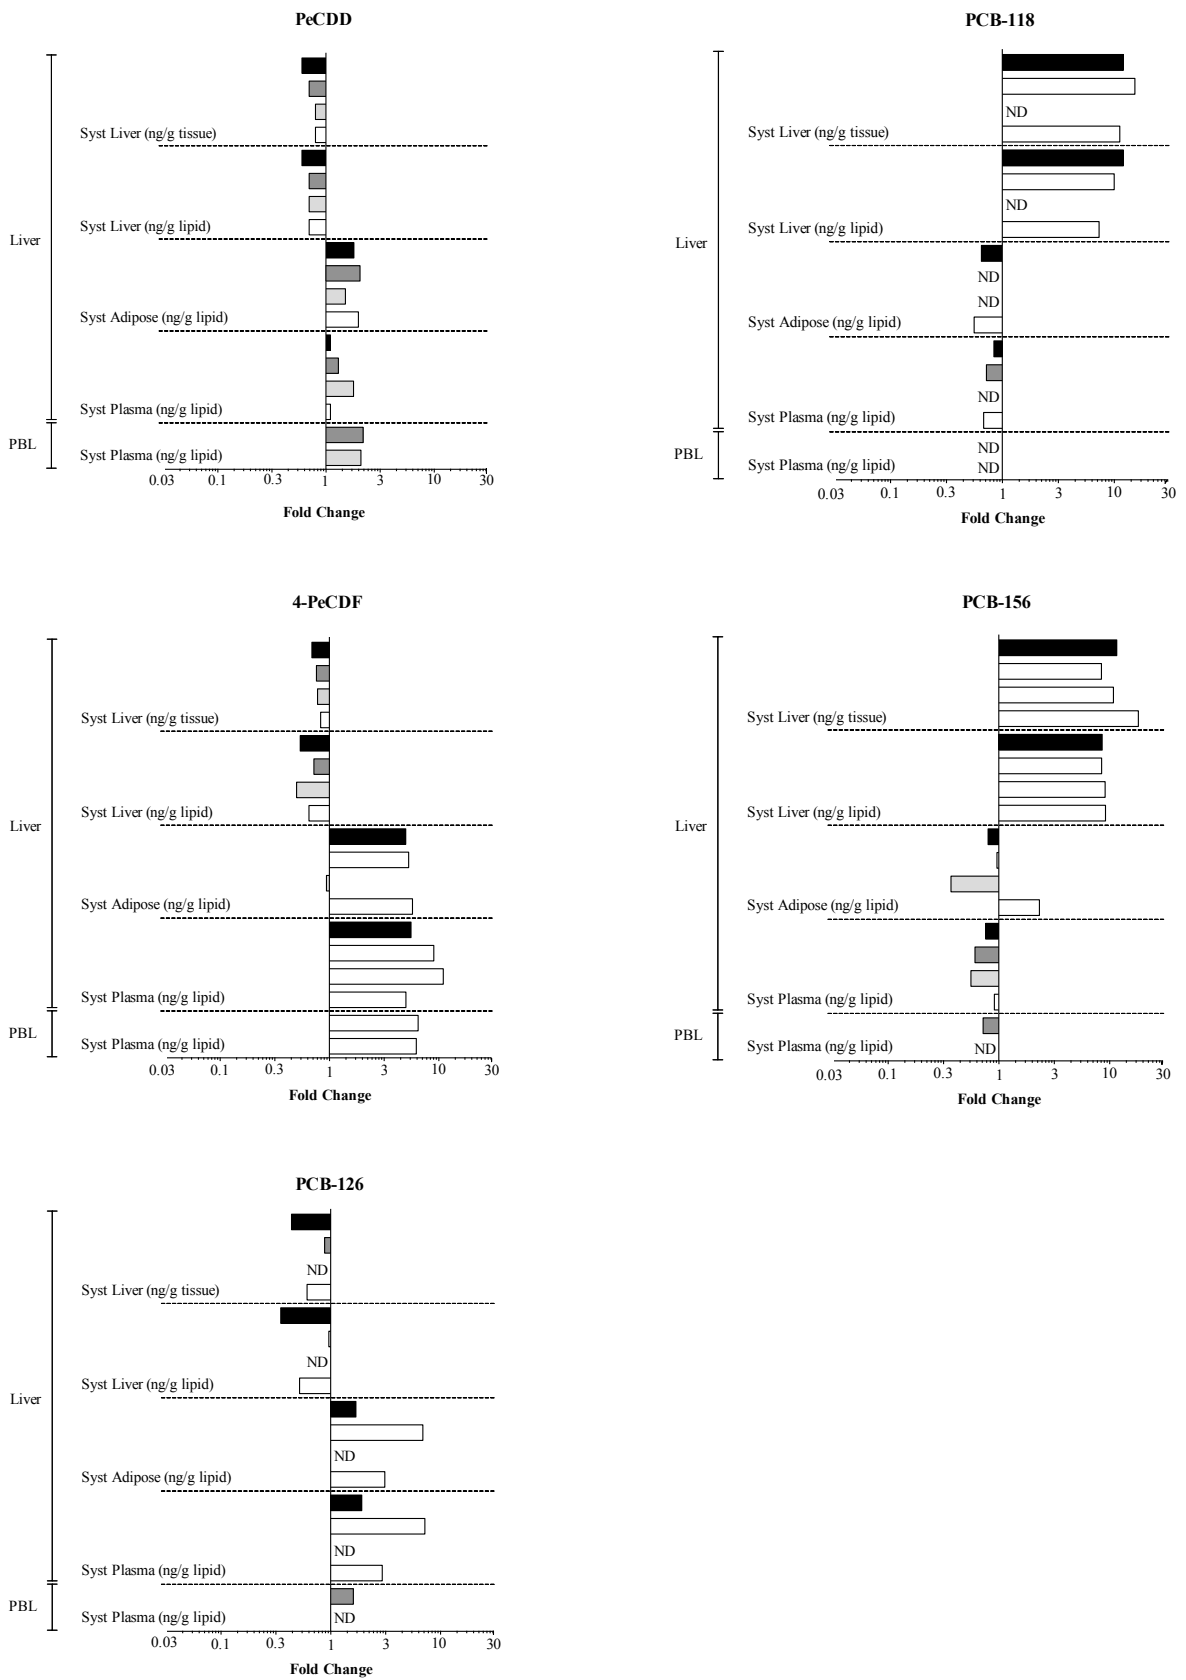 PeCDD
Syst Liver (ng/g tissue)
Syst Liver (ng/g lipid)
Liver
Syst Adipose (ng/g lipid)
Syst Plasma (ng/g lipid)
PBL
Syst Plasma (ng/g lipid)
0.03 0.1 0.3 1 3 10 30
Fold Change
PCB-118
ND
Syst Liver (ng/g tissue)
ND
Syst Liver (ng/g lipid)
Liver
ND
ND
Syst Adipose (ng/g lipid)
ND
Syst Plasma (ng/g lipid)
ND
PBL
Syst Plasma (ng/g lipid) ND
0.03 0.1 0.3 1 3 10 30
Fold Change
4-PeCDF
Syst Liver (ng/g tissue)
Syst Liver (ng/g lipid)
Liver
Syst Adipose (ng/g lipid)
Syst Plasma (ng/g lipid)
PBL
Syst Plasma (ng/g lipid)
0.03 0.1 0.3 1 3 10 30
Fold Change
PCB-156
Syst Liver (ng/g tissue)
Syst Liver (ng/g lipid)
Liver
Syst Adipose (ng/g lipid)
Syst Plasma (ng/g lipid)
PBL
Syst Plasma (ng/g lipid) ND
0.03 0.1 0.3 1 3 10 30
Fold Change
PCB-126
ND
Syst Liver (ng/g tissue)
ND
Syst Liver (ng/g lipid)
Liver
ND
Syst Adipose (ng/g lipid)
ND
Syst Plasma (ng/g lipid)
PBL
Syst Plasma (ng/g lipid) ND
0.03 0.1 0.3 1 3 10 30
Fold Change